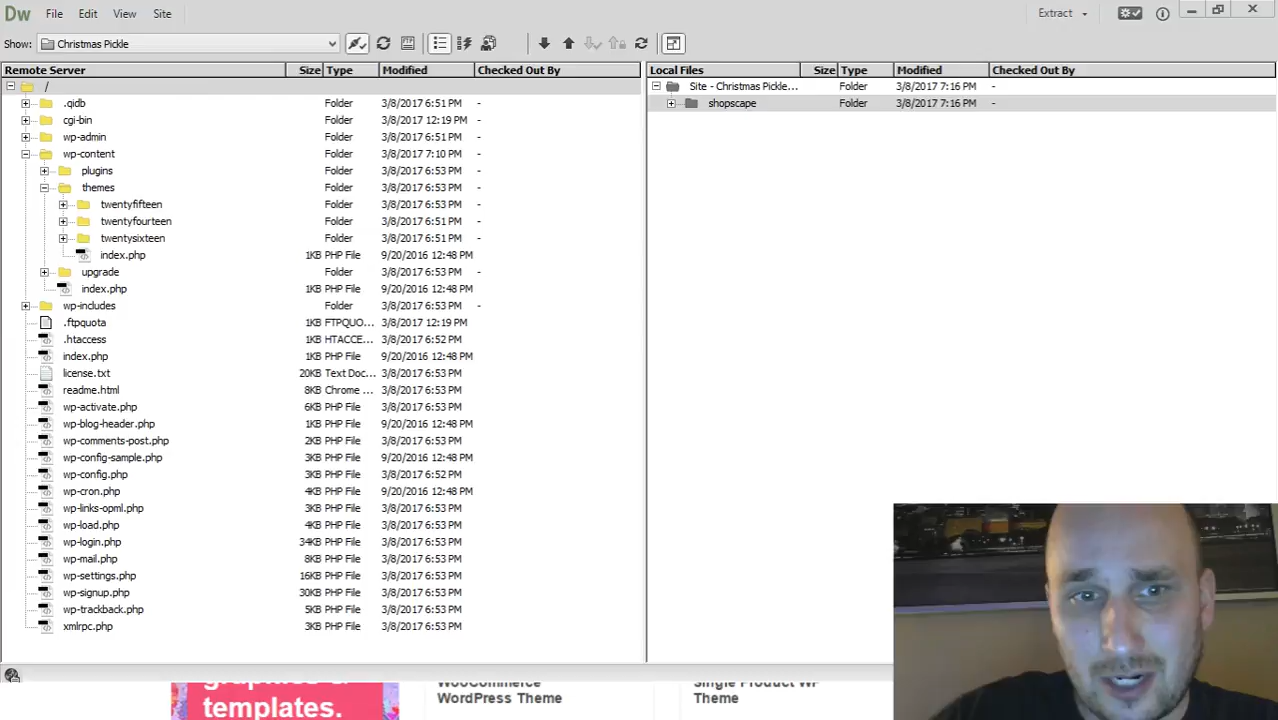 Dw File Edit View Site Extract
Show: Christmas Pickle
Remote Server Size Type Modified Checked Out By
/
.qidb Folder 3/8/2017 6:51 PM -
cgi-bin Folder 3/8/2017 12:19 PM -
wp-admin Folder 3/8/2017 6:51 PM -
wp-content Folder 3/8/2017 7:10 PM -
plugins Folder 3/8/2017 6:53 PM -
themes Folder 3/8/2017 6:53 PM -
twentyfifteen Folder 3/8/2017 6:53 PM -
twentyfourteen Folder 3/8/2017 6:51 PM -
twentysixteen Folder 3/8/2017 6:51 PM -
index.php 1KB PHP File 9/20/2016 12:48 PM
upgrade Folder 3/8/2017 6:53 PM -
index.php 1KB PHP File 9/20/2016 12:48 PM
wp-includes Folder 3/8/2017 6:53 PM -
.ftpquota 1KB FTPQUO... 3/8/2017 12:19 PM
.htaccess 1KB HTACCE... 3/8/2017 6:52 PM
index.php 1KB PHP File 9/20/2016 12:48 PM
license.txt 20KB Text Doc... 3/8/2017 6:53 PM
readme.html 8KB Chrome ... 3/8/2017 6:53 PM
wp-activate.php 6KB PHP File 3/8/2017 6:53 PM
wp-blog-header.php 1KB PHP File 9/20/2016 12:48 PM
wp-comments-post.php 2KB PHP File 3/8/2017 6:53 PM
wp-config-sample.php 3KB PHP File 9/20/2016 12:48 PM
wp-config.php 3KB PHP File 3/8/2017 6:52 PM
wp-cron.php 4KB PHP File 9/20/2016 12:48 PM
wp-links-opml.php 3KB PHP File 3/8/2017 6:53 PM
wp-load.php 4KB PHP File 3/8/2017 6:53 PM
wp-login.php 34KB PHP File 3/8/2017 6:53 PM
wp-mail.php 8KB PHP File 3/8/2017 6:53 PM
wp-settings.php 16KB PHP File 3/8/2017 6:53 PM
wp-signup.php 30KB PHP File 3/8/2017 6:53 PM
wp-trackback.php 5KB PHP File 3/8/2017 6:53 PM
xmlrpc.php 3KB PHP File 3/8/2017 6:53 PM
Local Files Size Type Modified Checked Out By
Site - Christmas Pickle... Folder 3/8/2017 7:16 PM -
shopscape Folder 3/8/2017 7:16 PM -
graphics &
templates.
WooCommerce
WordPress Theme
Single Product WP
Theme